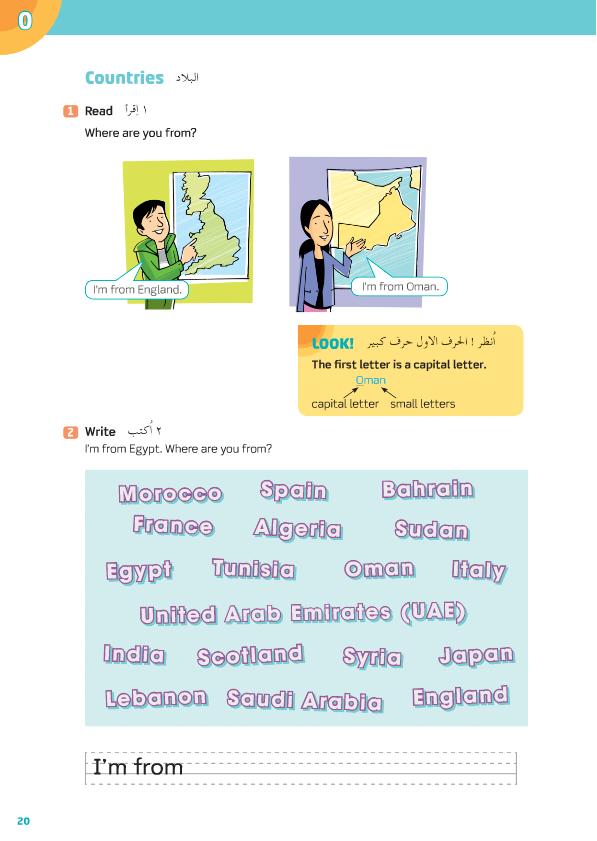 0
Countries البلاد
1 Read ١ اِقرأ
Where are you from?
I'm from England.
I'm from Oman.
LOOK! اُنظر ! الحرف الاول حرف كبير
The first letter is a capital letter.
Oman
capital letter small letters
2 Write ٢ اُكتب
I'm from Egypt. Where are you from?
Morocco Spain Bahrain
France Algeria Sudan
Egypt Tunisia Oman Italy
United Arab Emirates (UAE)
India Scotland Syria Japan
Lebanon Saudi Arabia England
I'm from
20